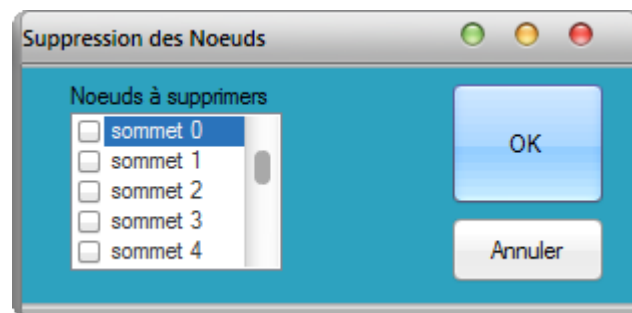 Suppression des Noeuds
Noeuds à supprimers
sommet 0
sommet 1
sommet 2
sommet 3
sommet 4
OK
Annuler